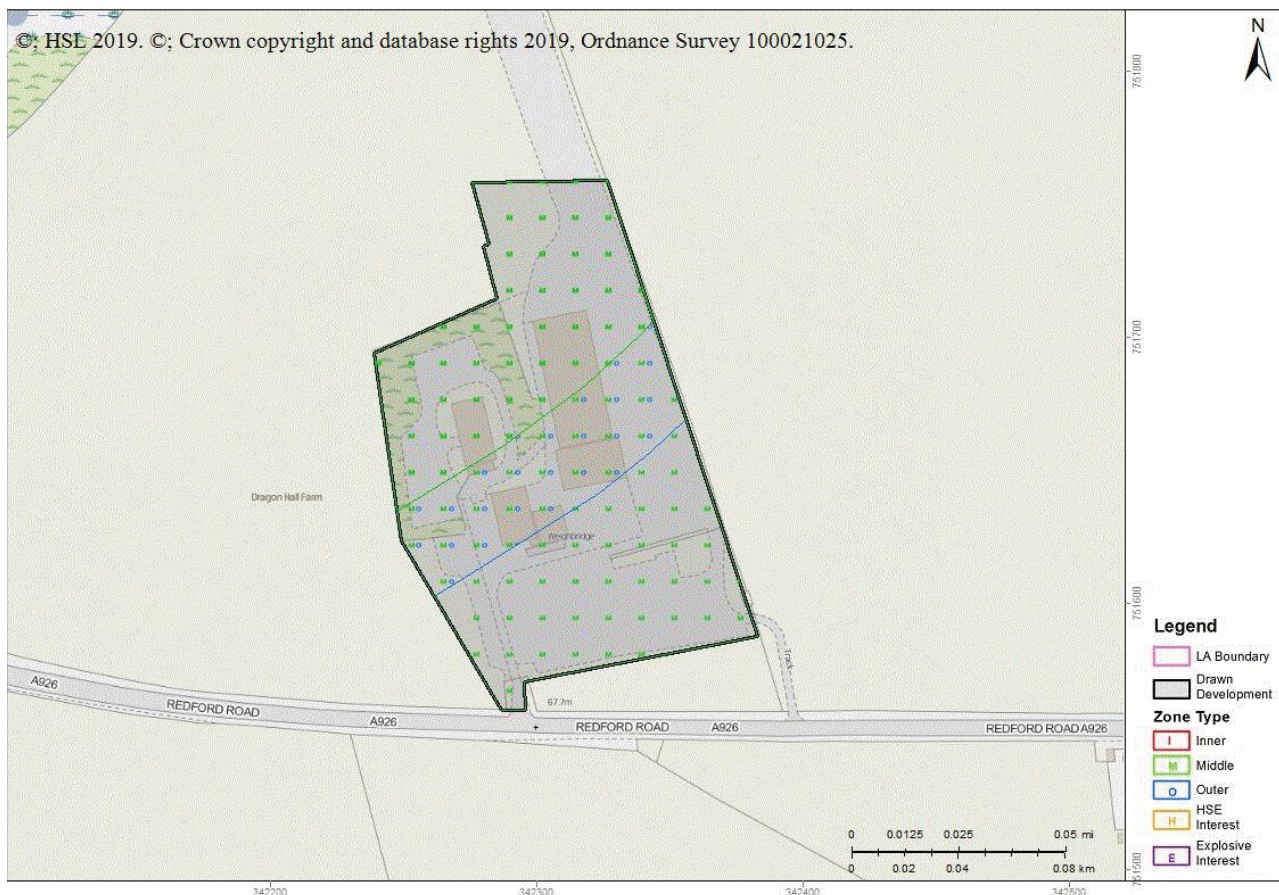 ©; HSL 2019. ©; Crown copyright and database rights 2019, Ordnance Survey 100021025.
N
751800
751700
Dragon Hall Farm
Weighbridge
751600
Track
67.7m
A926
REDFORD ROAD
A926
REDFORD ROAD
A926
REDFORD ROAD A926
Legend
LA Boundary
Drawn
Development
Zone Type
I Inner
M Middle
O Outer
H HSE
Interest
E Explosive
Interest
0 0.0125 0.025 0.05 mi
0 0.02 0.04 0.08 km
751500
342200
342300
342400
342500